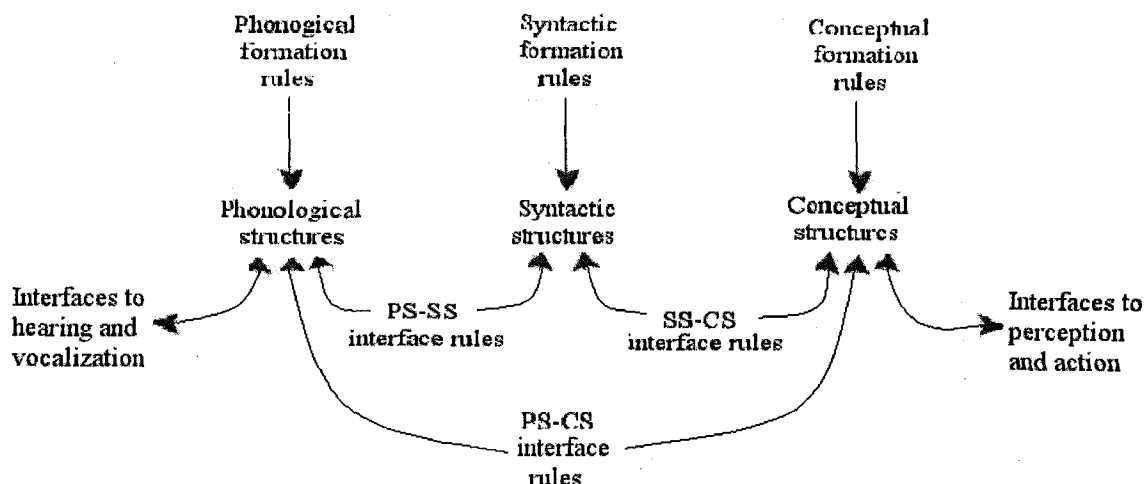 Phonogical
formation
rules
Syntactic
formation
rules
Conceptual
formation
rules
Phonological
structures
Syntactic
structures
Conceptual
structures
Interfaces to
hearing and
vocalization
PS-SS
interface rules
SS-CS
interface rules
Interfaces to
perception
and action
PS-CS
interface
rules